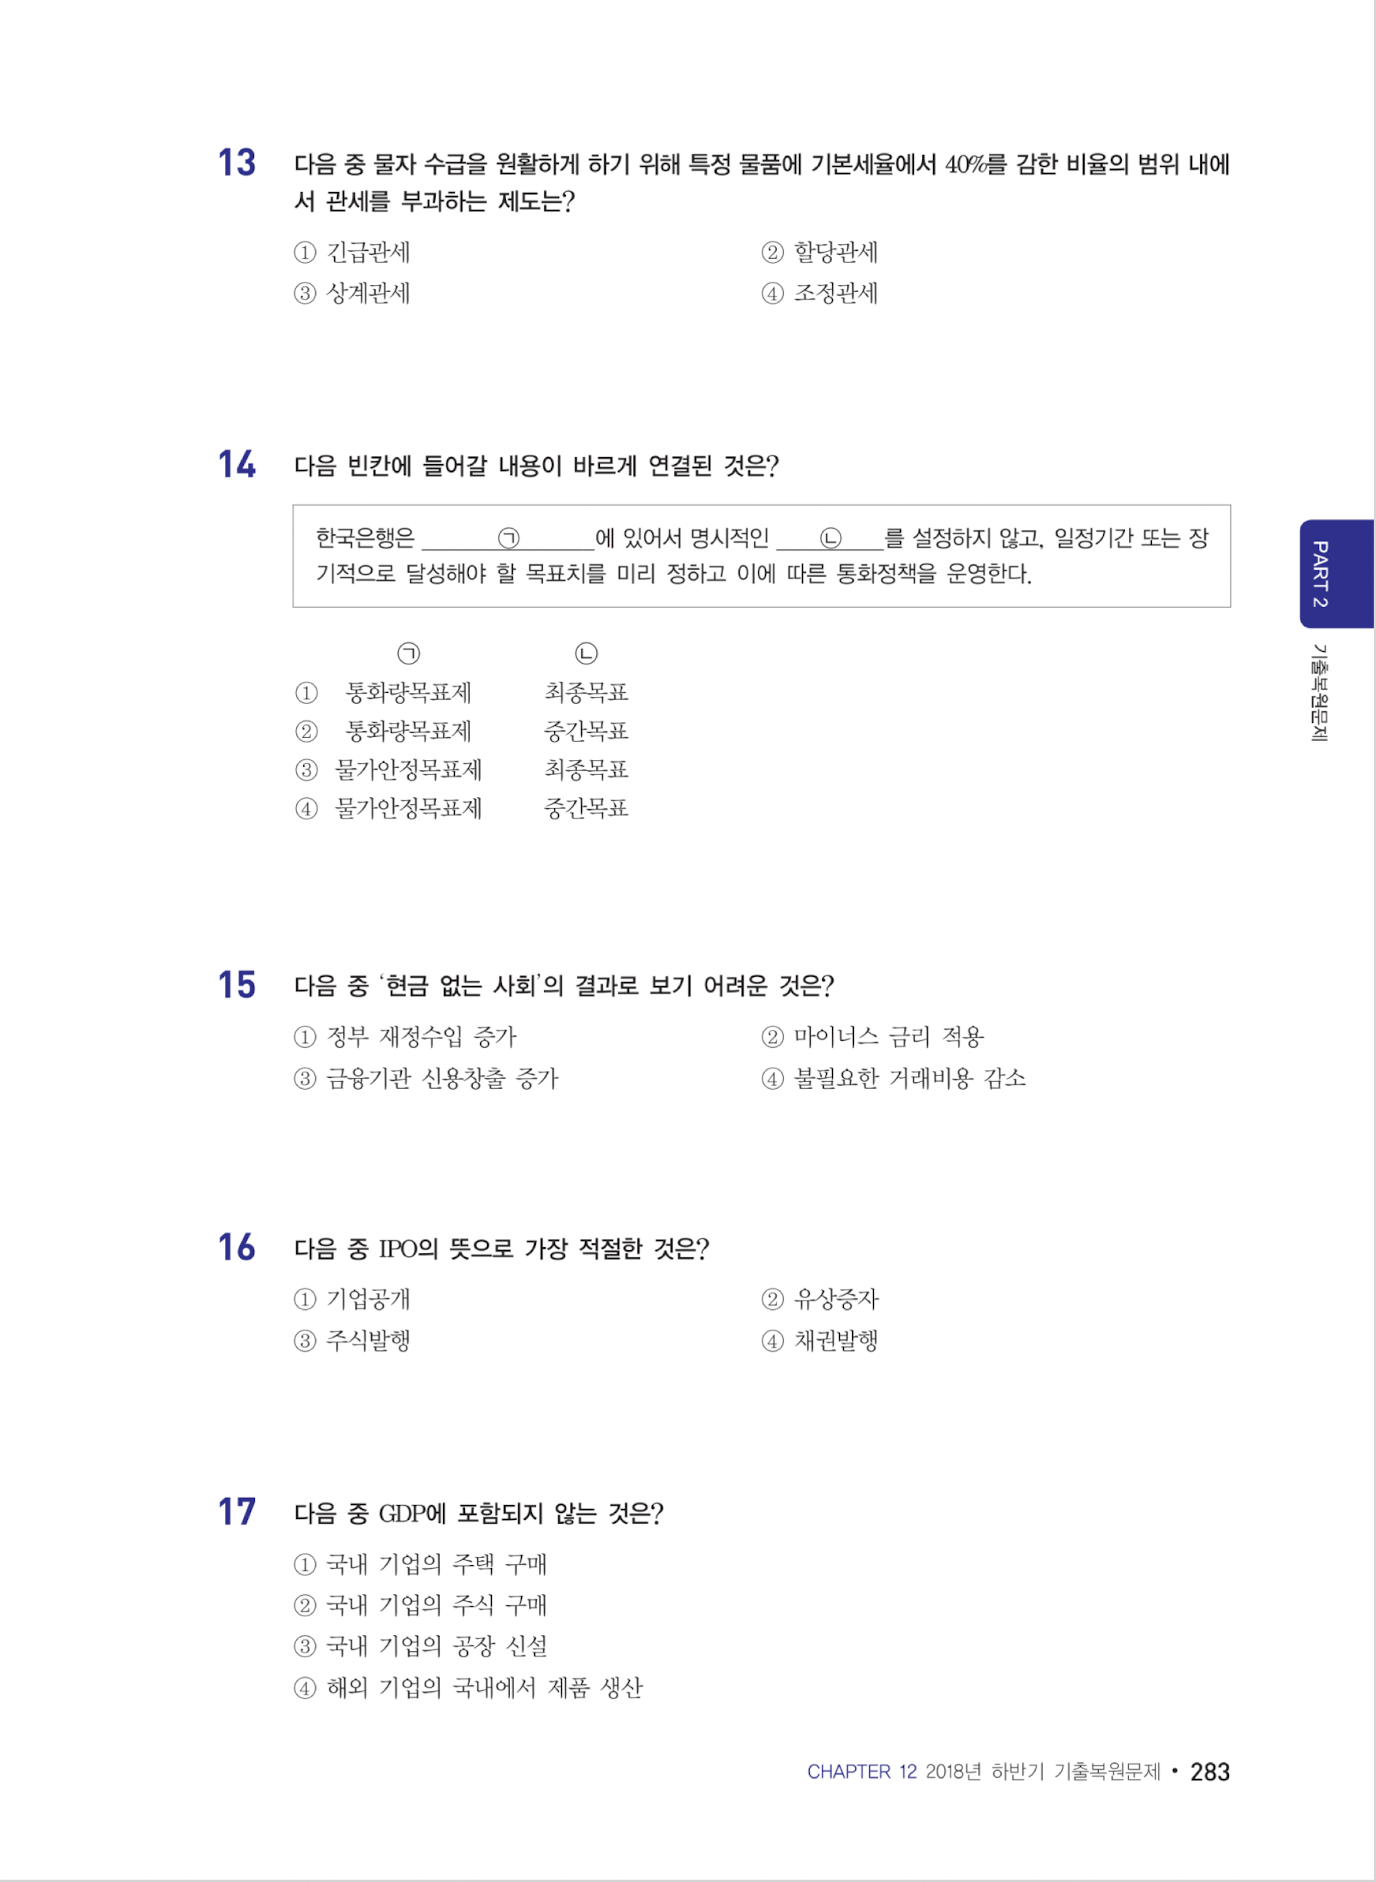 13 다음 중 물자 수급을 원활하게 하기 위해 특정 물품에 기본세율에서 40%를 감한 비율의 범위 내에
서 관세를 부과하는 제도는?
① 긴급관세 ② 할당관세
③ 상계관세 ④ 조정관세
14 다음 빈칸에 들어갈 내용이 바르게 연결된 것은?
한국은행은 ____㉠____에 있어서 명시적인 ____㉡____를 설정하지 않고, 일정기간 또는 장
기적으로 달성해야 할 목표치를 미리 정하고 이에 따른 통화정책을 운영한다.
㉠ ㉡
① 통화량목표제 최종목표
② 통화량목표제 중간목표
③ 물가안정목표제 최종목표
④ 물가안정목표제 중간목표
PART 2
기출복원문제
15 다음 중 ‘현금 없는 사회’의 결과로 보기 어려운 것은?
① 정부 재정수입 증가 ② 마이너스 금리 적용
③ 금융기관 신용창출 증가 ④ 불필요한 거래비용 감소
16 다음 중 IPO의 뜻으로 가장 적절한 것은?
① 기업공개 ② 유상증자
③ 주식발행 ④ 채권발행
17 다음 중 GDP에 포함되지 않는 것은?
① 국내 기업의 주택 구매
② 국내 기업의 주식 구매
③ 국내 기업의 공장 신설
④ 해외 기업의 국내에서 제품 생산
CHAPTER 12 2018년 하반기 기출복원문제 • 283